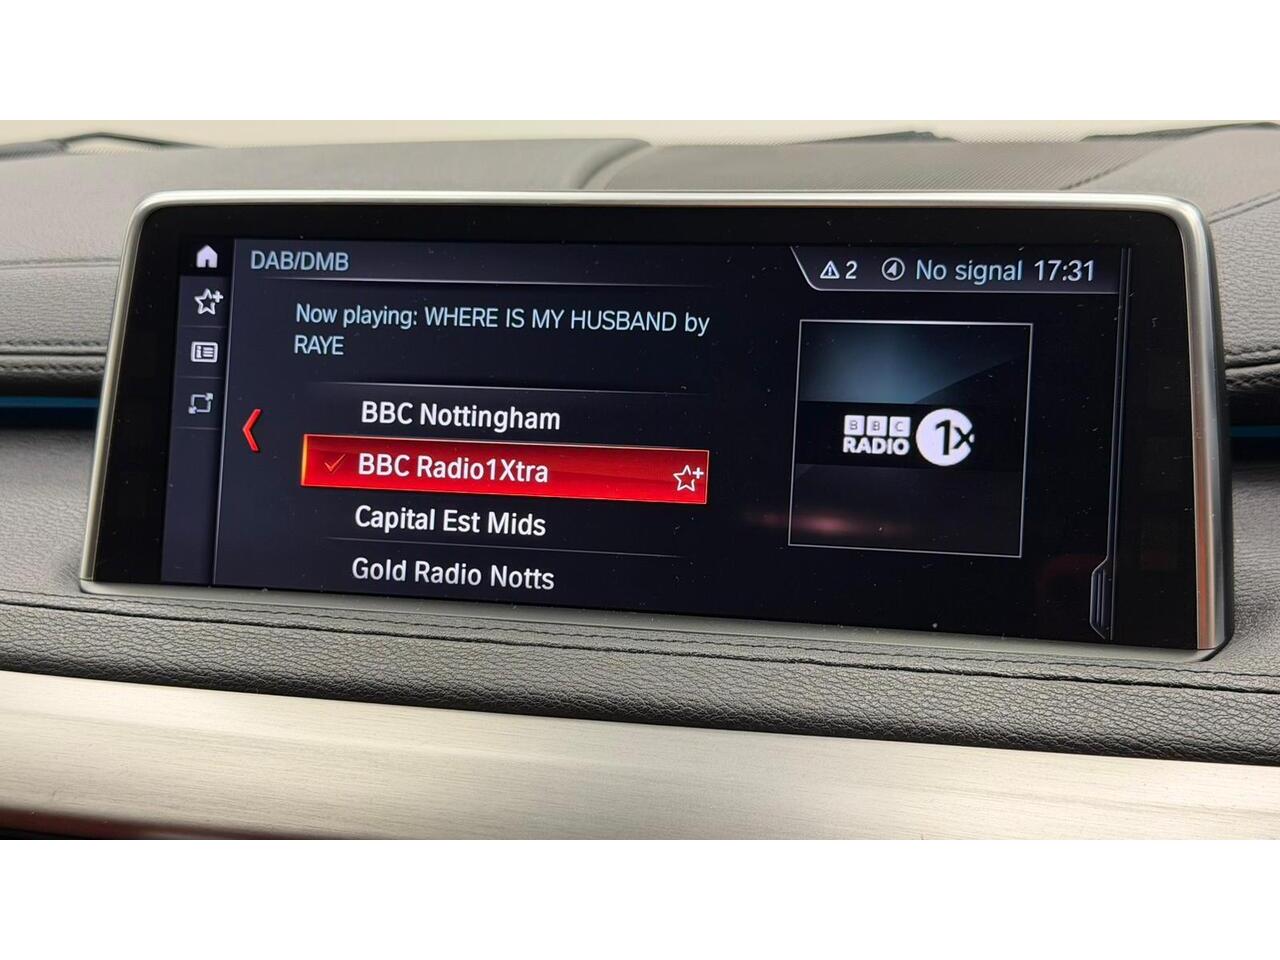 DAB/DMB
2 No signal 17:31
Now playing: WHERE IS MY HUSBAND by
RAYE
BBC Nottingham
BBC Radio1Xtra
Capital Est Mids
Gold Radio Notts
BBC
RADIO 1x